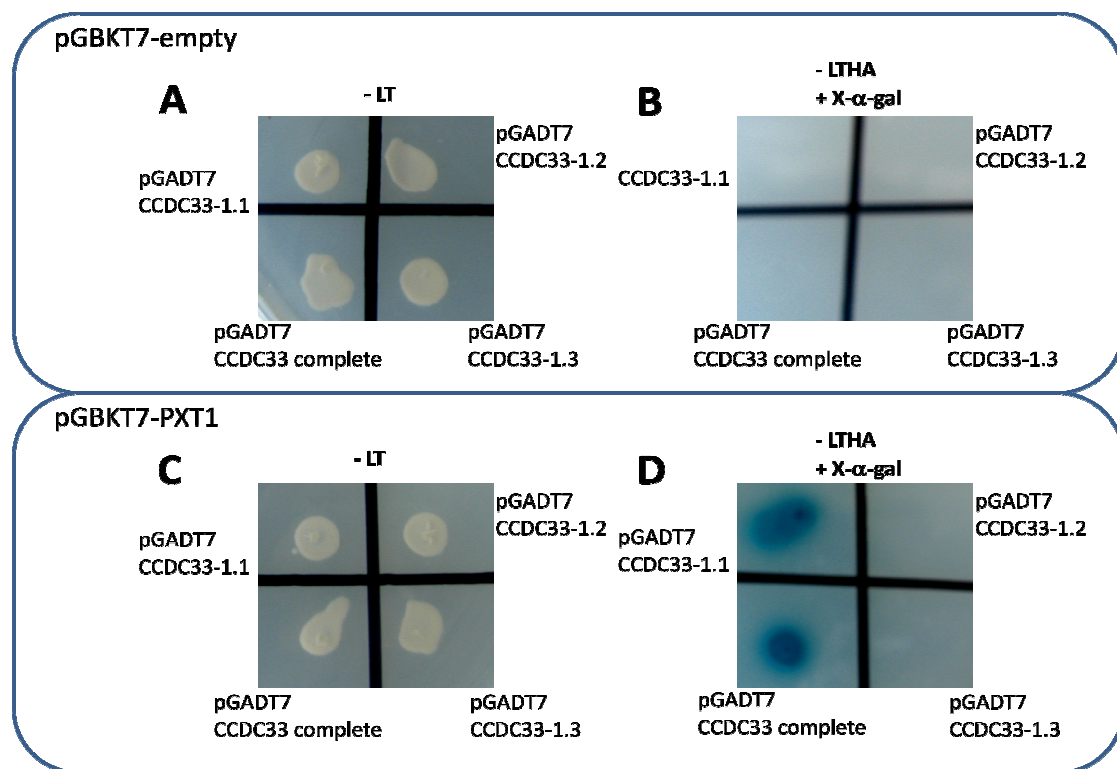 pGBKT7-empty
A
- LT
pGADT7
CCDC33-1.1
pGADT7
CCDC33-1.2
pGADT7
CCDC33 complete
pGADT7
CCDC33-1.3
B
- LTHA
+ X-α-gal
CCDC33-1.1
pGADT7
CCDC33-1.2
pGADT7
CCDC33 complete
pGADT7
CCDC33-1.3
pGBKT7-PXT1
C
- LT
pGADT7
CCDC33-1.1
pGADT7
CCDC33-1.2
pGADT7
CCDC33 complete
pGADT7
CCDC33-1.3
D
- LTHA
+ X-α-gal
pGADT7
CCDC33-1.1
pGADT7
CCDC33-1.2
pGADT7
CCDC33 complete
pGADT7
CCDC33-1.3